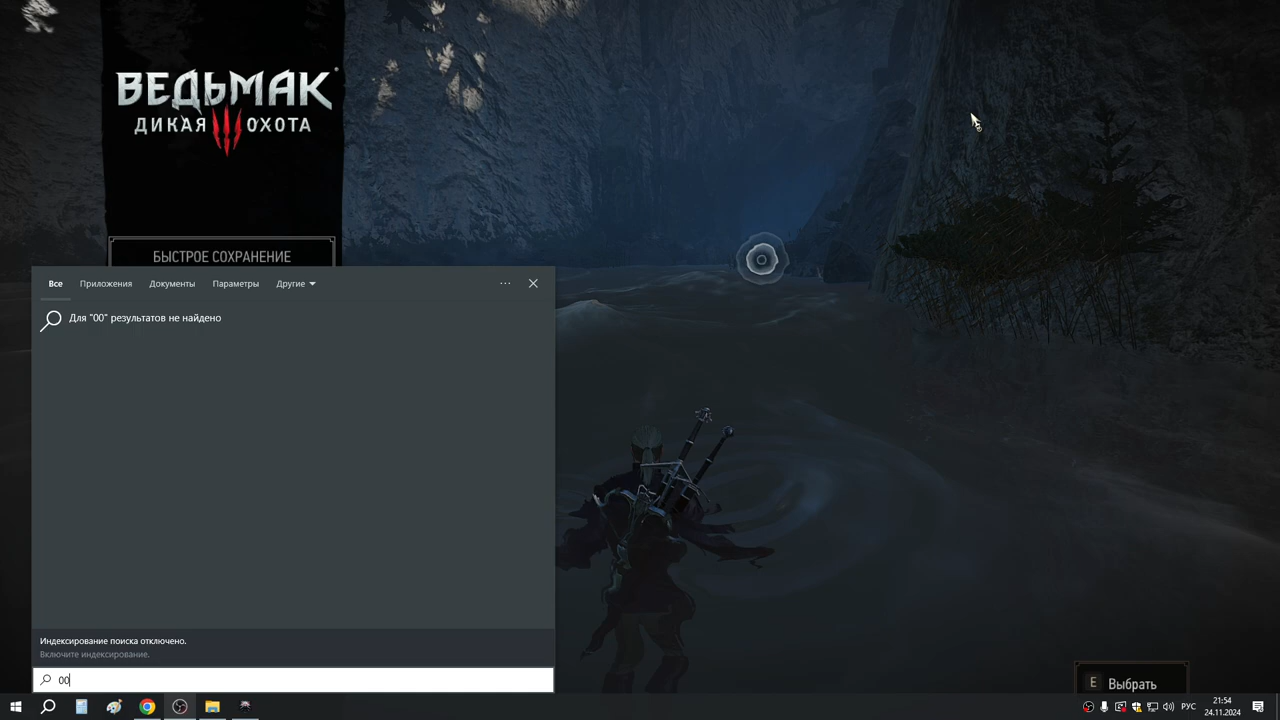 ВЕДЬМАК
ДИКАЯ III ОХОТА
БЫСТРОЕ СОХРАНЕНИЕ
Все Приложения Документы Параметры Другие
Для "00" результатов не найдено
Индексирование поиска отключено.
Включите индексирование.
00
E Выбрать
РУС
21:54
24.11.2024